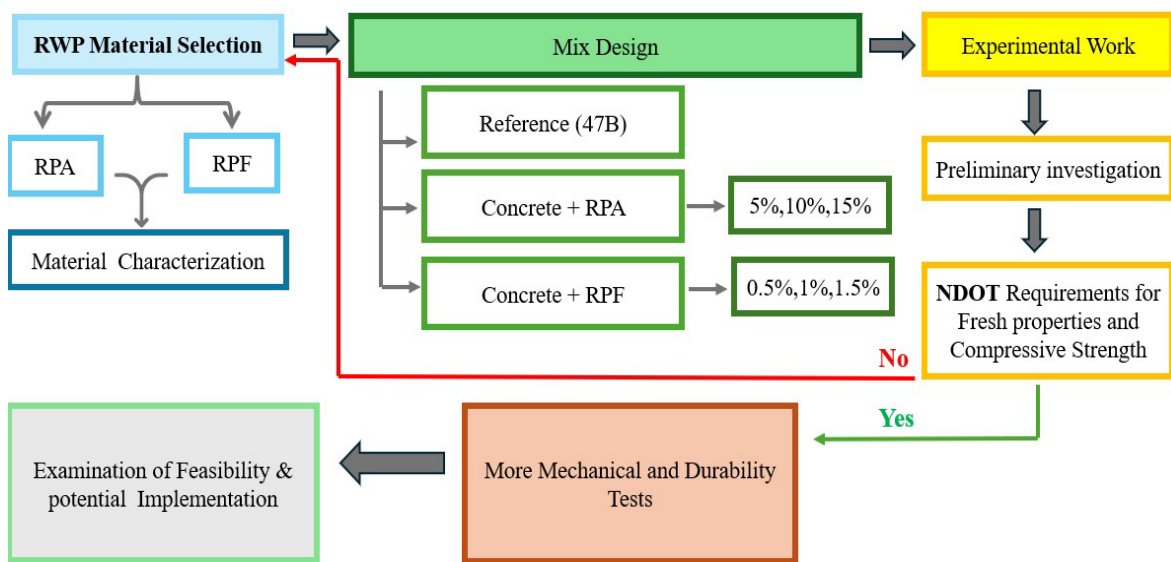 RWP Material Selection
RPA
RPF
Material Characterization
Mix Design
Reference (47B)
Concrete + RPA
5%,10%,15%
Concrete + RPF
0.5%,1%,1.5%
Experimental Work
Preliminary investigation
NDOT Requirements for
Fresh properties and
Compressive Strength
No
Yes
More Mechanical and Durability
Tests
Examination of Feasibility &
potential Implementation